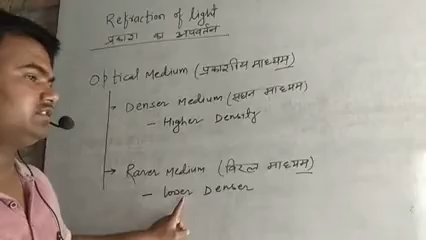 Refraction of light
प्रकाश का अपवर्तन
Optical Medium (प्रकाशीय माध्यम)
Denser Medium (सघन माध्यम)
- Higher Density
Rarer Medium (विरल माध्यम)
- Lower Denser